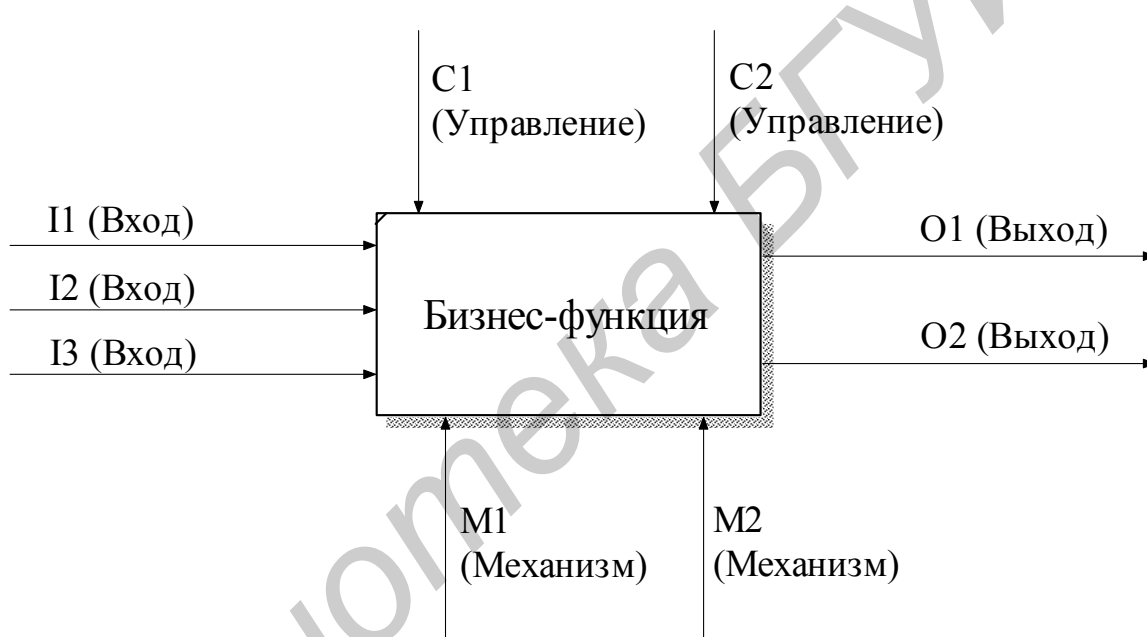 C1
(Управление)
C2
(Управление)
I1 (Вход)
I2 (Вход)
I3 (Вход)
Бизнес-функция
O1 (Выход)
O2 (Выход)
M1
(Механизм)
M2
(Механизм)